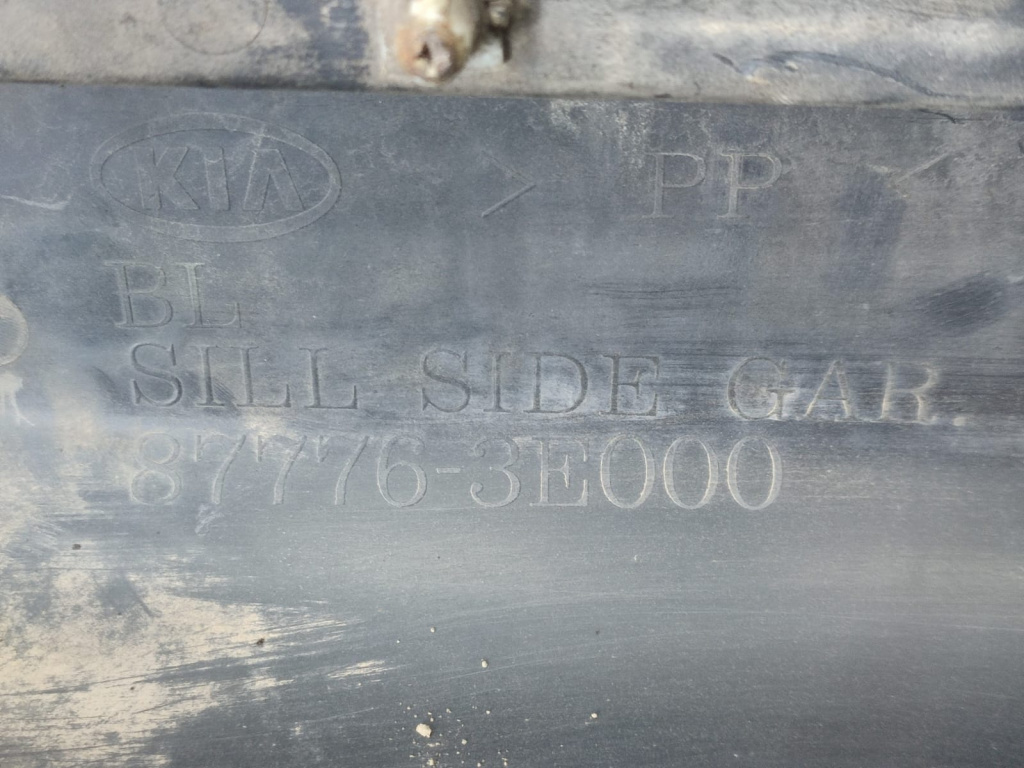 KIA > PP <
BL
SILL SIDE GAR.
87776-3E000